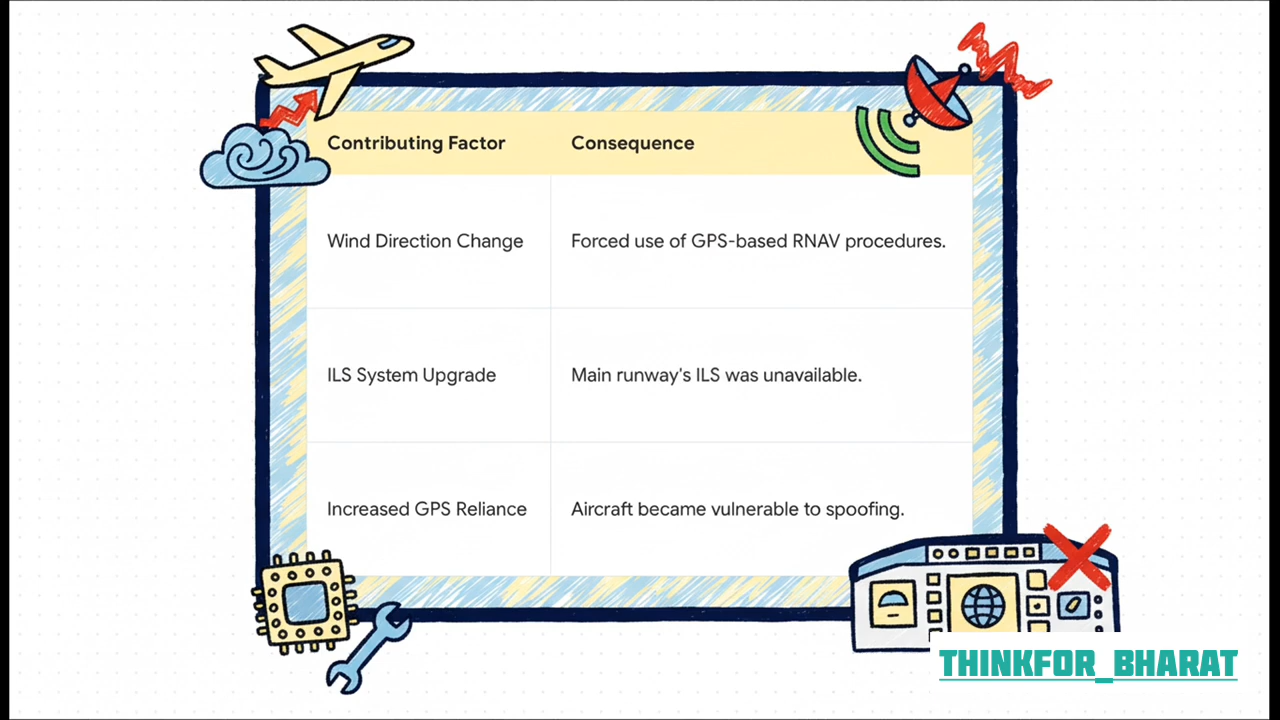 Contributing Factor Consequence
Wind Direction Change Forced use of GPS-based RNAV procedures.
ILS System Upgrade Main runway's ILS was unavailable.
Increased GPS Reliance Aircraft became vulnerable to spoofing.
THINKFOR_BHARAT